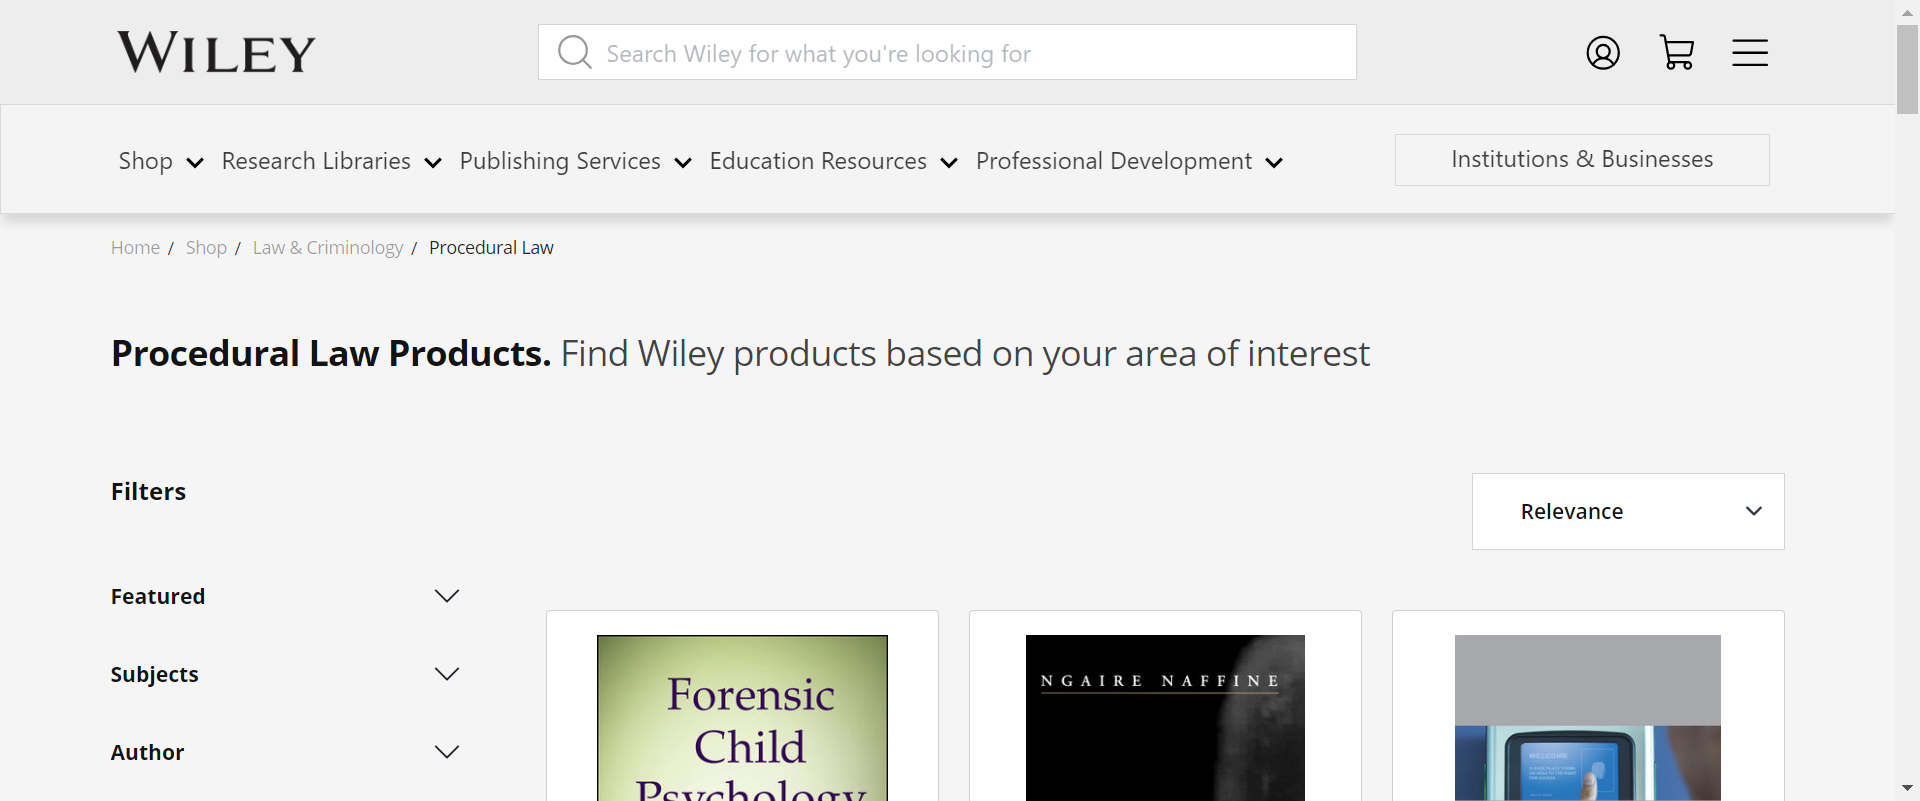 WILEY
Search Wiley for what you're looking for
Shop
Research Libraries
Publishing Services
Education Resources
Professional Development
Institutions & Businesses
Home / Shop / Law & Criminology / Procedural Law
Procedural Law Products. Find Wiley products based on your area of interest
Filters
Relevance
Featured
Subjects
Author
Forensic
Child
Psychology
NGAIRE NAFFINE
WELCOME